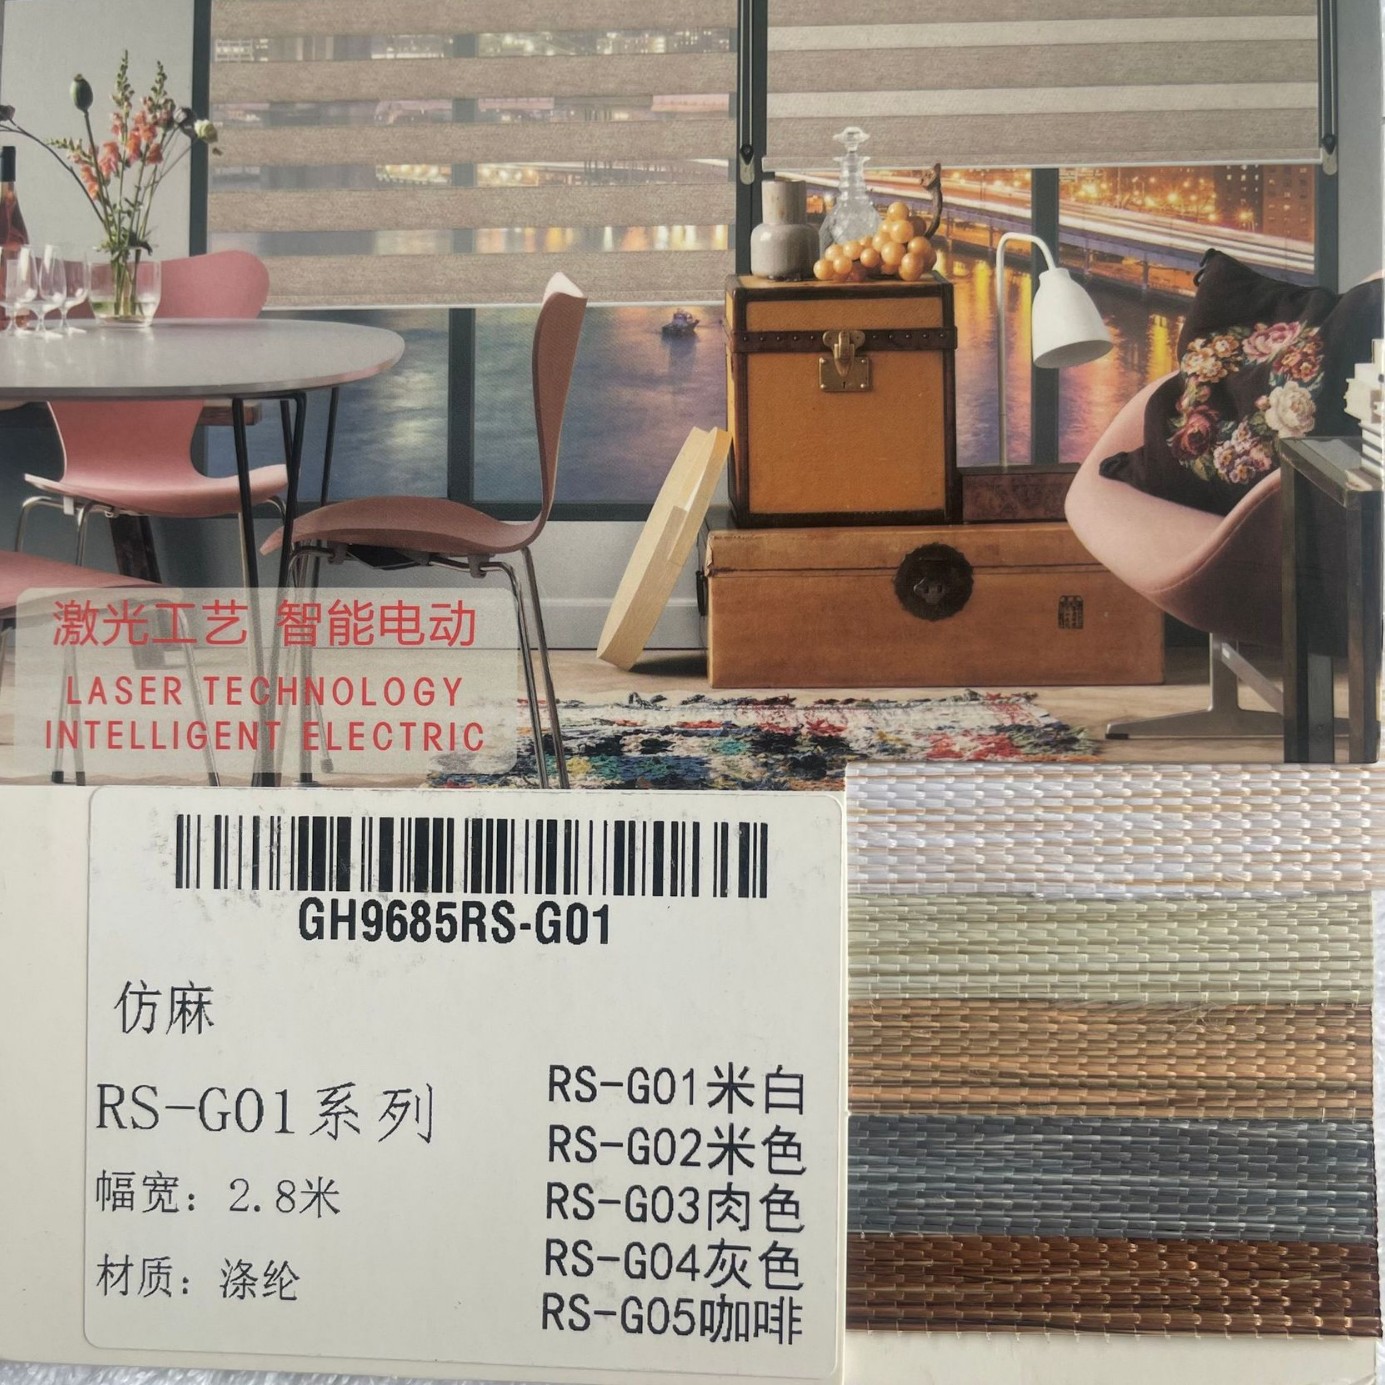 激光工艺 智能电动
LASER TECHNOLOGY
INTELLIGENT ELECTRIC
GH9685RS-G01
仿麻
RS-G01系列
幅宽：2.8米
材质：涤纶
RS-G01米白
RS-G02米色
RS-G03肉色
RS-G04灰色
RS-G05咖啡